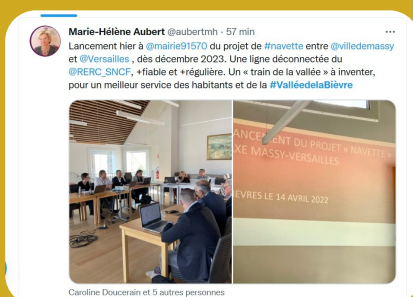 Marie-Hélène Aubert @aubertmh · 57 min
Lancement hier à @mairie91570 du projet de #navette entre @villedemassy
et @Versailles , dès décembre 2023. Une ligne déconnectée du
@RERC_SNCF, +fiable et +régulière. Un « train de la vallée » à inventer,
pour un meilleur service des habitants et de la #ValléedelaBièvre
ANCEMENT DU PROJET « NAVETTE »
XE MASSY-VERSAILLES
EVRES LE 14 AVRIL 2022
Caroline Doucerain et 5 autres personnes